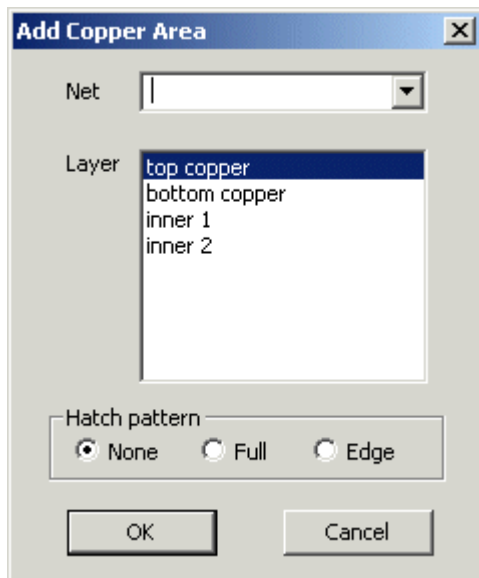 Add Copper Area
Net
Layer
top copper
bottom copper
inner 1
inner 2
Hatch pattern
None Full Edge
OK Cancel